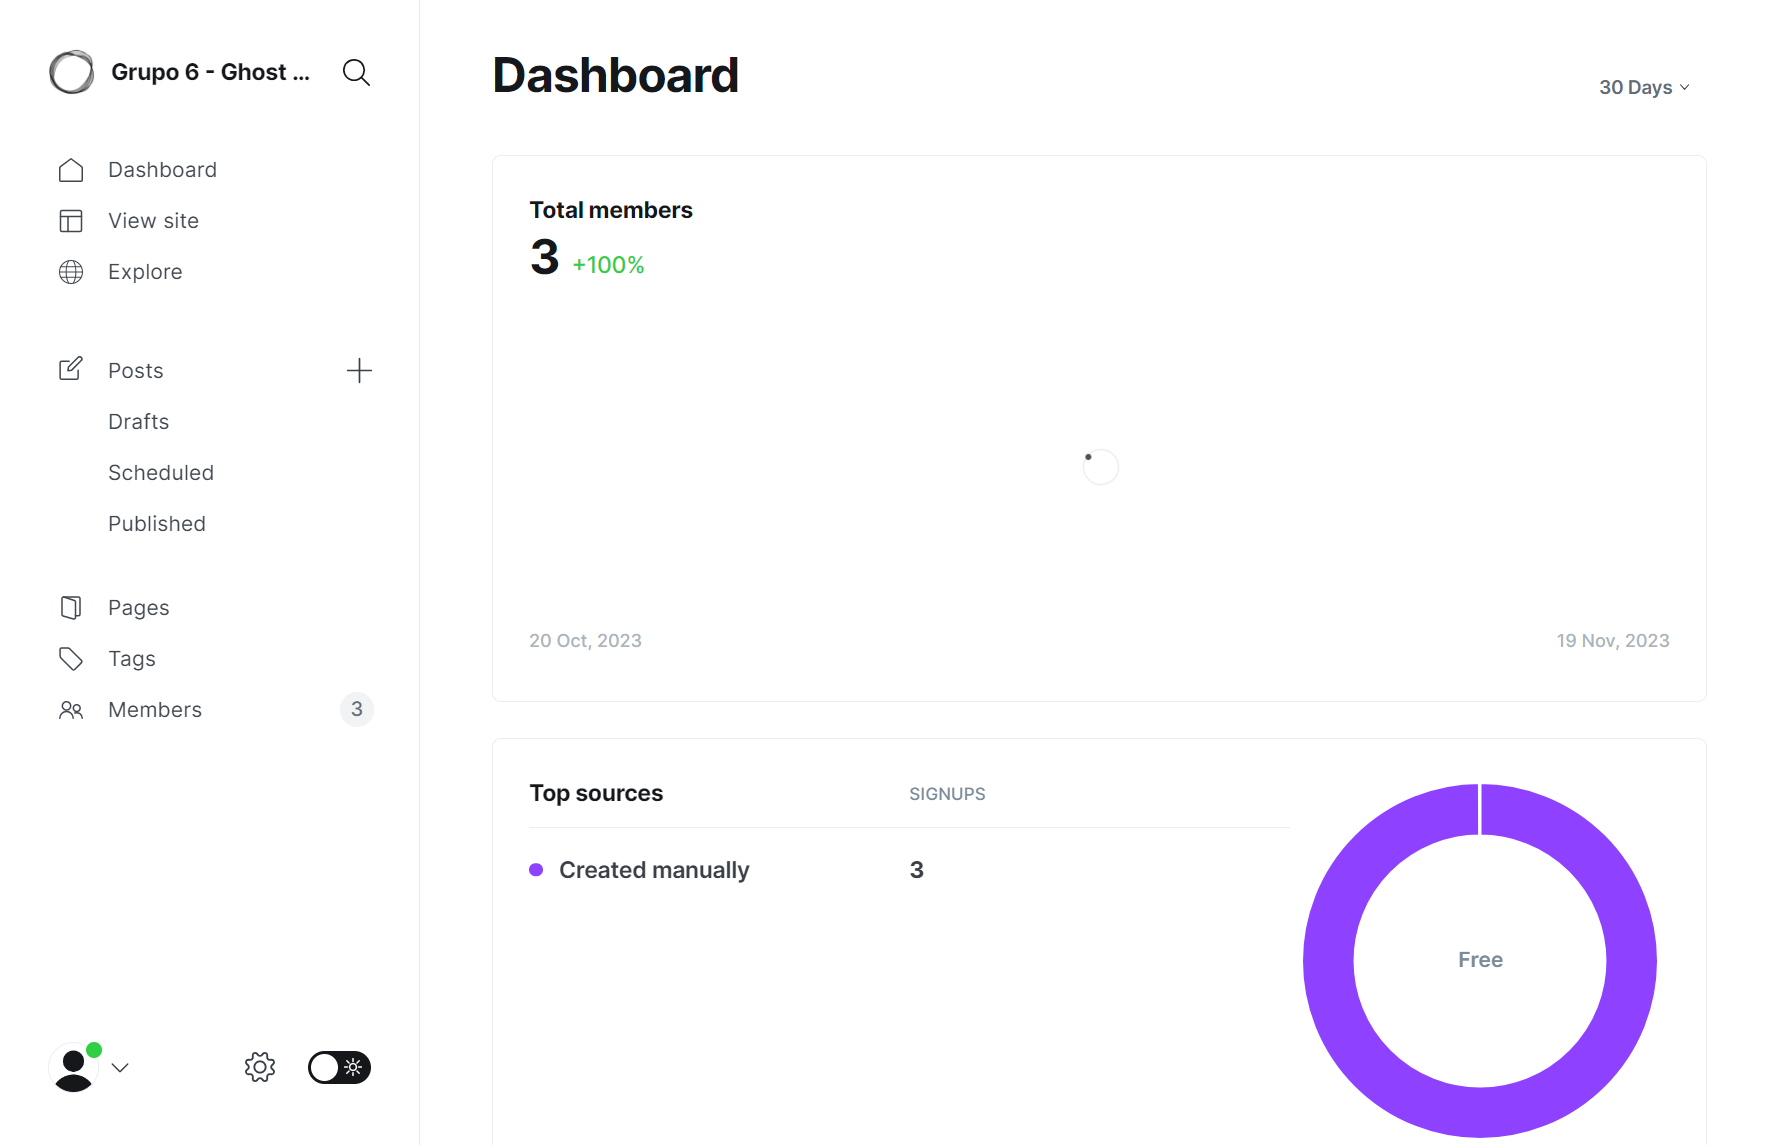 Grupo 6 - Ghost ...
Dashboard
View site
Explore
Posts
Drafts
Scheduled
Published
Pages
Tags
Members
3
Dashboard
30 Days
Total members
3 +100%
20 Oct, 2023
19 Nov, 2023
Top sources
SIGNUPS
Created manually
3
Free